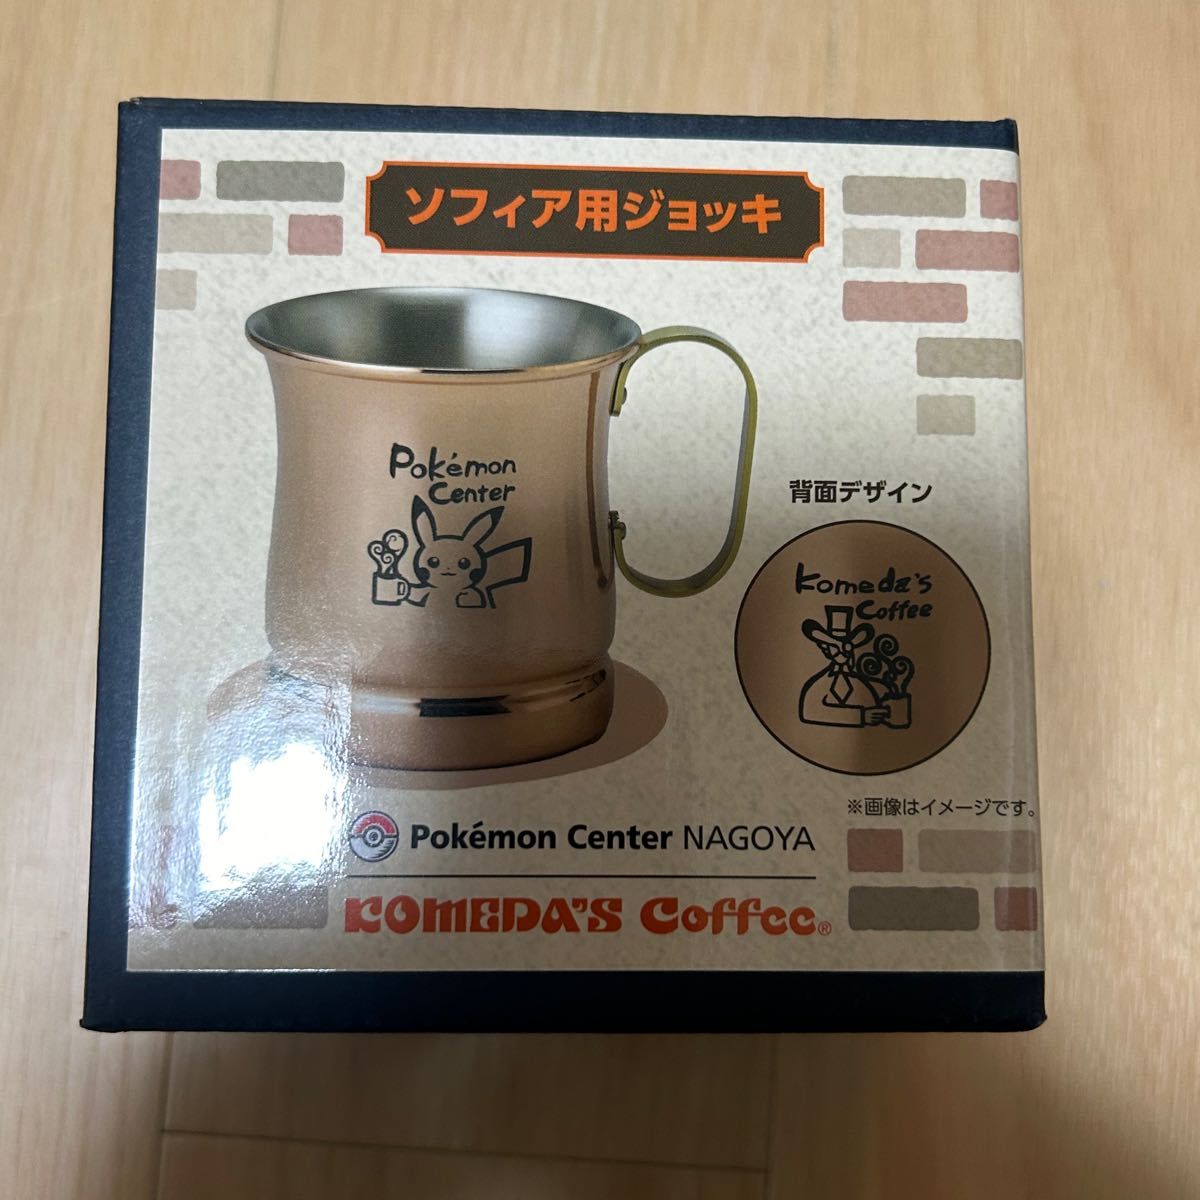 ソフィア用ジョッキ
Pokémon
Center
背面デザイン
Komeda's
Coffee
※画像はイメージです。
Pokémon Center NAGOYA
KOMEDA'S Coffee®